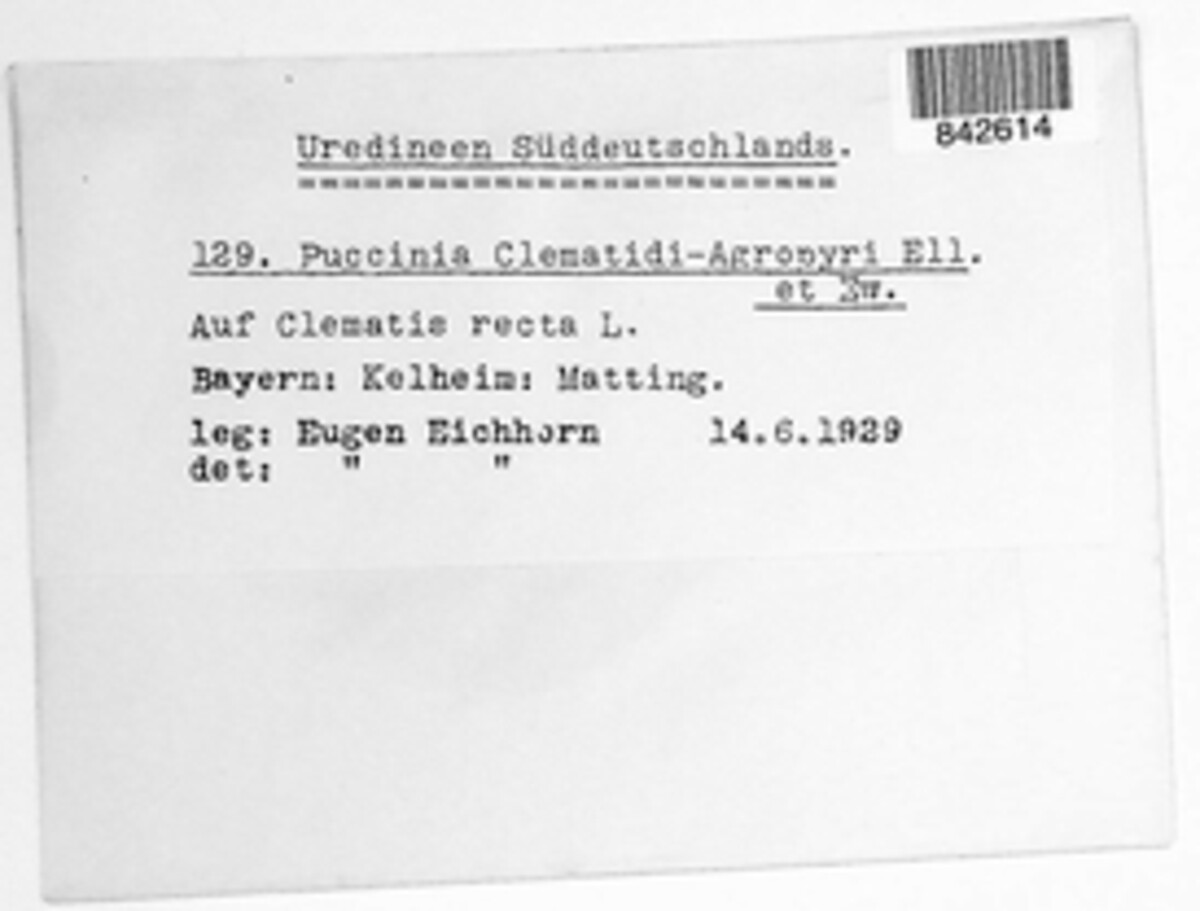 842614
Uredineen Süddeutschlands.
129. Puccinia Clematidi-Agropyri Ell.
et Ew.
Auf Clematis recta L.
Bayern: Kelheim: Matting.
leg: Eugen Eichhorn 14.6.1929
det: " "